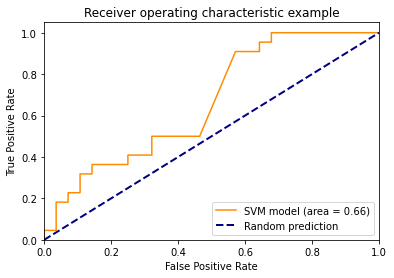 Receiver operating characteristic example
True Positive Rate
1.0
0.8
0.6
0.4
0.2
0.0
SVM model (area = 0.66)
Random prediction
0.0 0.2 0.4 0.6 0.8 1.0
False Positive Rate